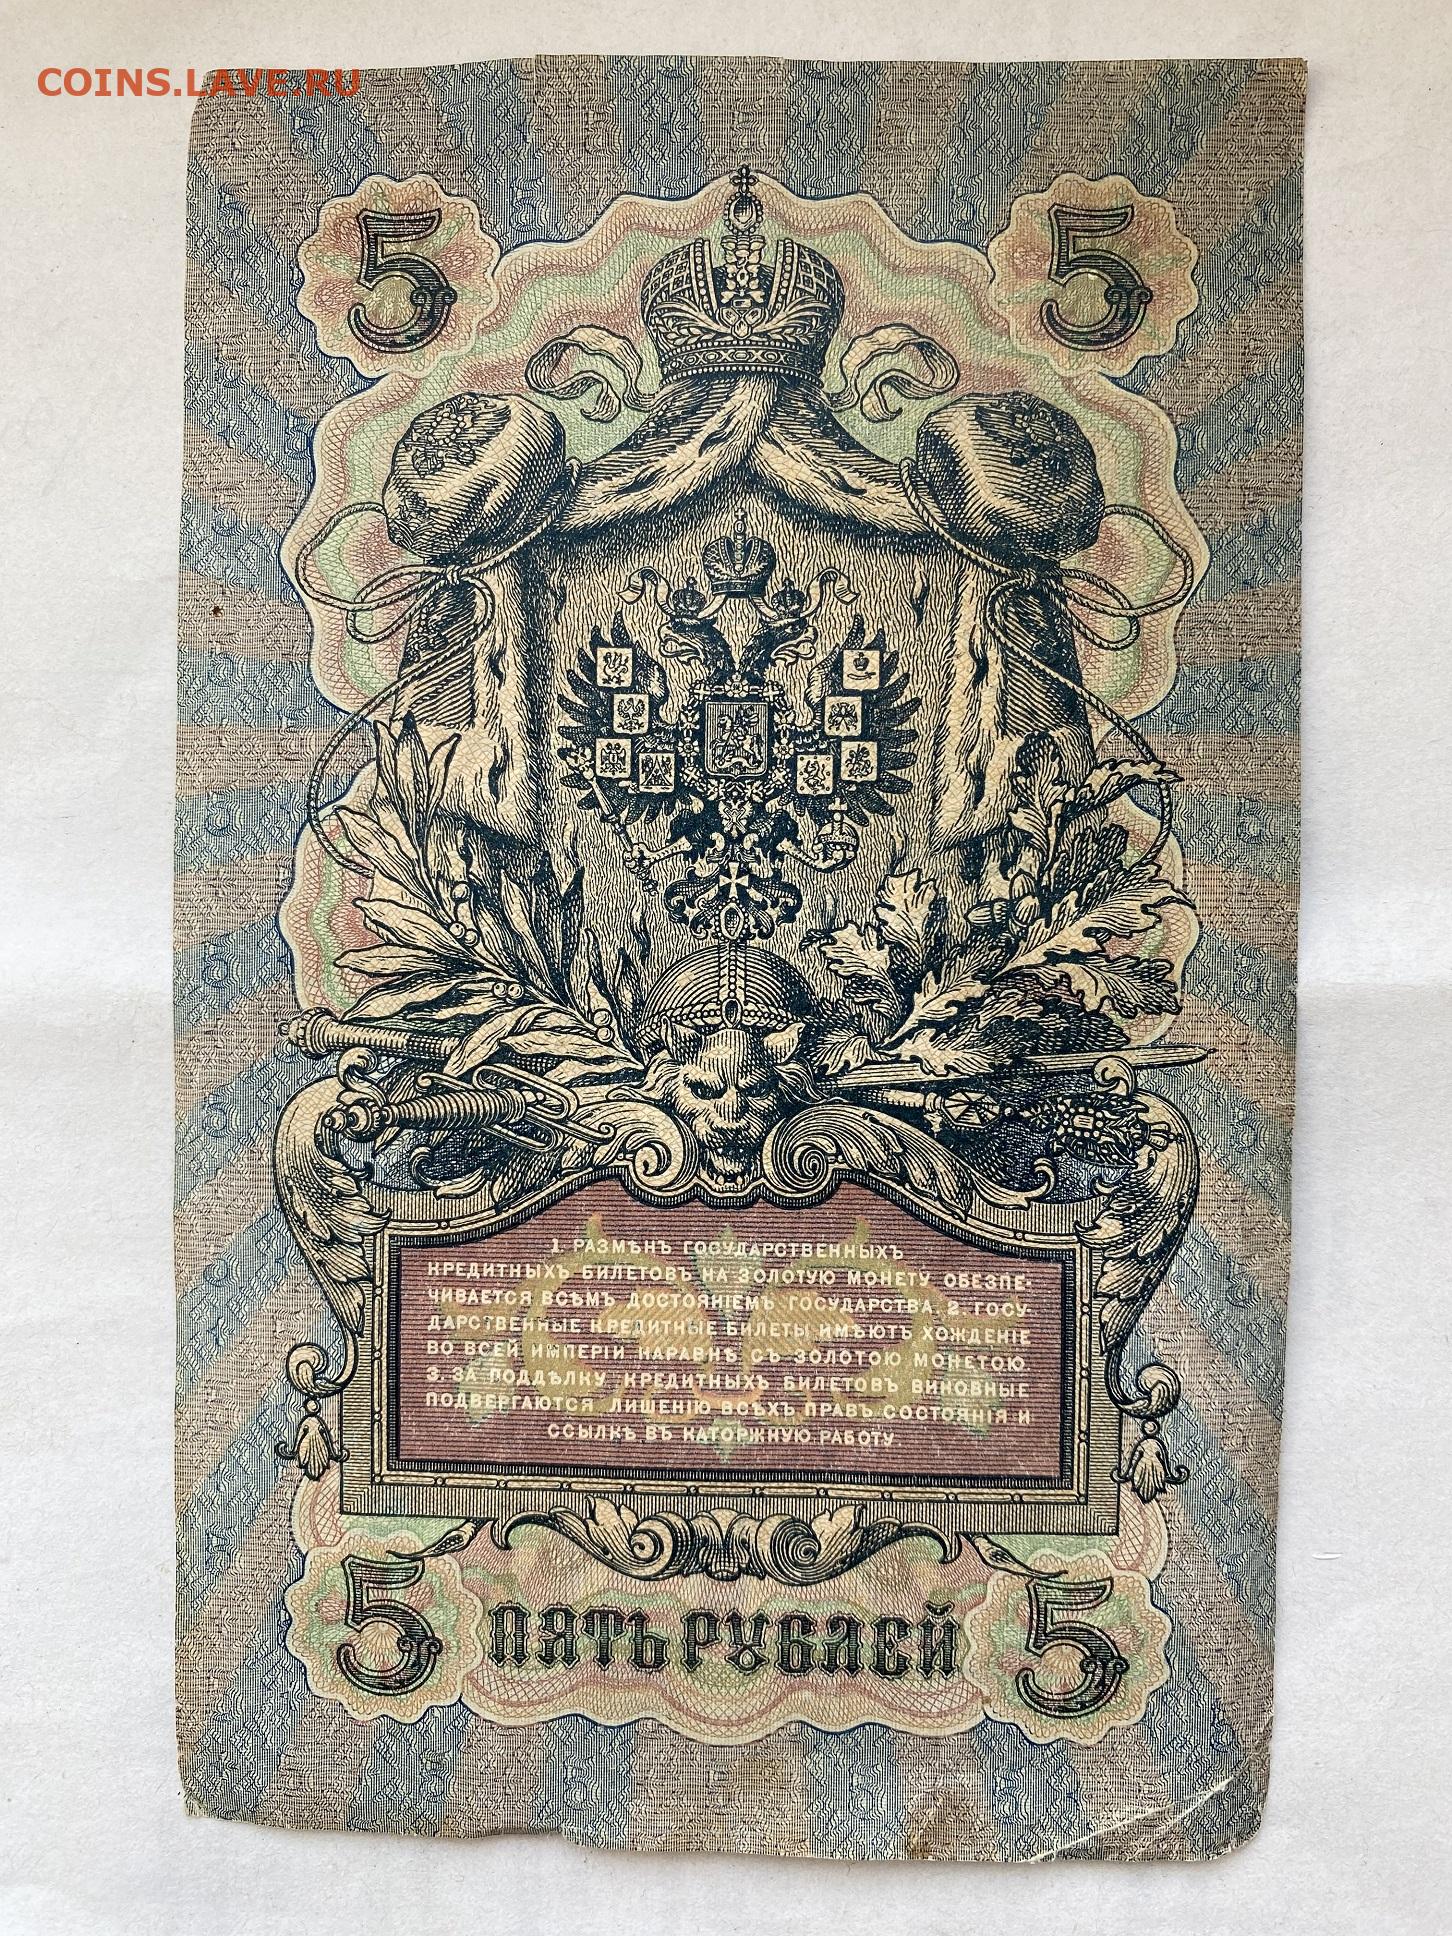 COINS.LAVE.RU
5 5
1. РАЗМѢНЪ ГОСУДАРСТВЕННЫХЪ
КРЕДИТНЫХЪ БИЛЕТОВЪ НА ЗОЛОТУЮ МОНЕТУ ОБЕЗПЕ-
ЧИВАЕТСЯ ВСѢМЪ ДОСТОЯНІЕМЪ ГОСУДАРСТВА. 2. ГОСУ-
ДАРСТВЕННЫЕ КРЕДИТНЫЕ БИЛЕТЫ ИМѢЮТЪ ХОЖДЕНІЕ
ВО ВСЕЙ ИМПЕРІИ НАРАВНѢ СЪ ЗОЛОТОЮ МОНЕТОЮ.
3. ЗА ПОДДѢЛКУ КРЕДИТНЫХЪ БИЛЕТОВЪ ВИНОВНЫЕ
ПОДВЕРГАЮТСЯ ЛИШЕНІЮ ВСѢХЪ ПРАВЪ СОСТОЯНІЯ И
ССЫЛКѢ ВЪ КАТОРЖНУЮ РАБОТУ.
5 ПЯТЬ РУБЛЕЙ 5